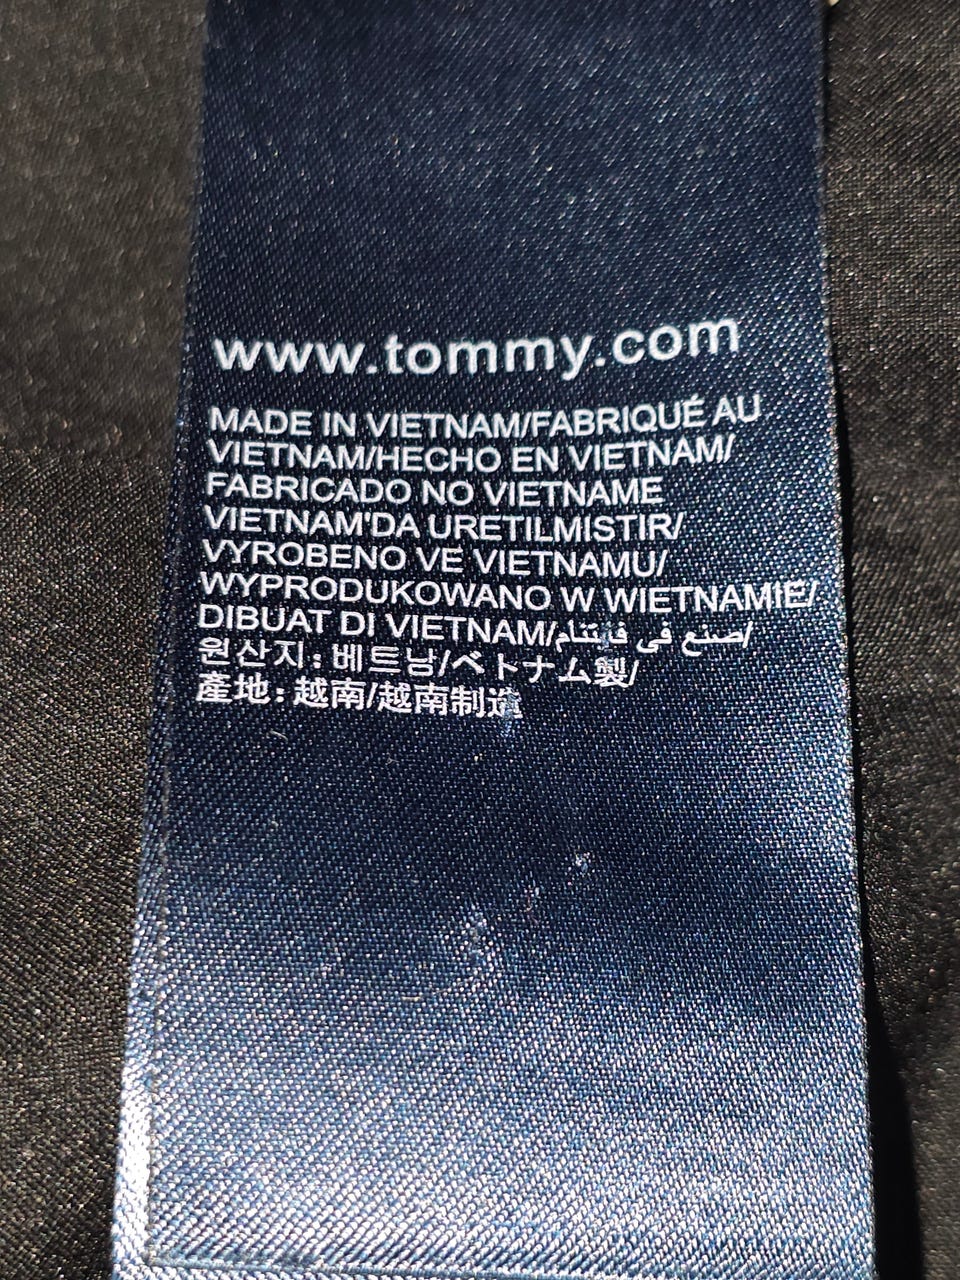 www.tommy.com
MADE IN VIETNAM/FABRIQUÉ AU
VIETNAM/HECHO EN VIETNAM/
FABRICADO NO VIETNAME
VIETNAM'DA URETILMISTIR/
VYROBENO VE VIETNAMU/
WYPRODUKOWANO W WIETNAMIE/
DIBUAT DI VIETNAM/صنع فى فايتنام/
원산지:베트남/ベトナム製/
產地:越南/越南制造